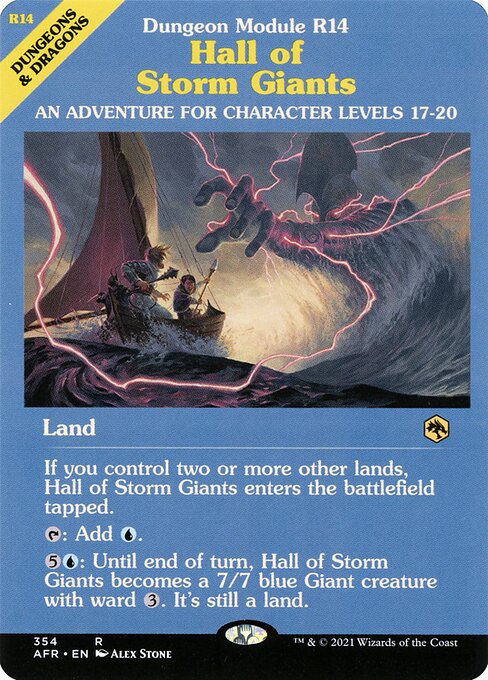 R14
DUNGEONS
& DRAGONS
Dungeon Module R14
Hall of
Storm Giants
AN ADVENTURE FOR CHARACTER LEVELS 17-20
Land
If you control two or more other lands,
Hall of Storm Giants enters the battlefield
tapped.
: Add .
5: Until end of turn, Hall of Storm
Giants becomes a 7/7 blue Giant creature
with ward 3. It's still a land.
354 R
AFR • EN ALEX STONE
™ & © 2021 Wizards of the Coast